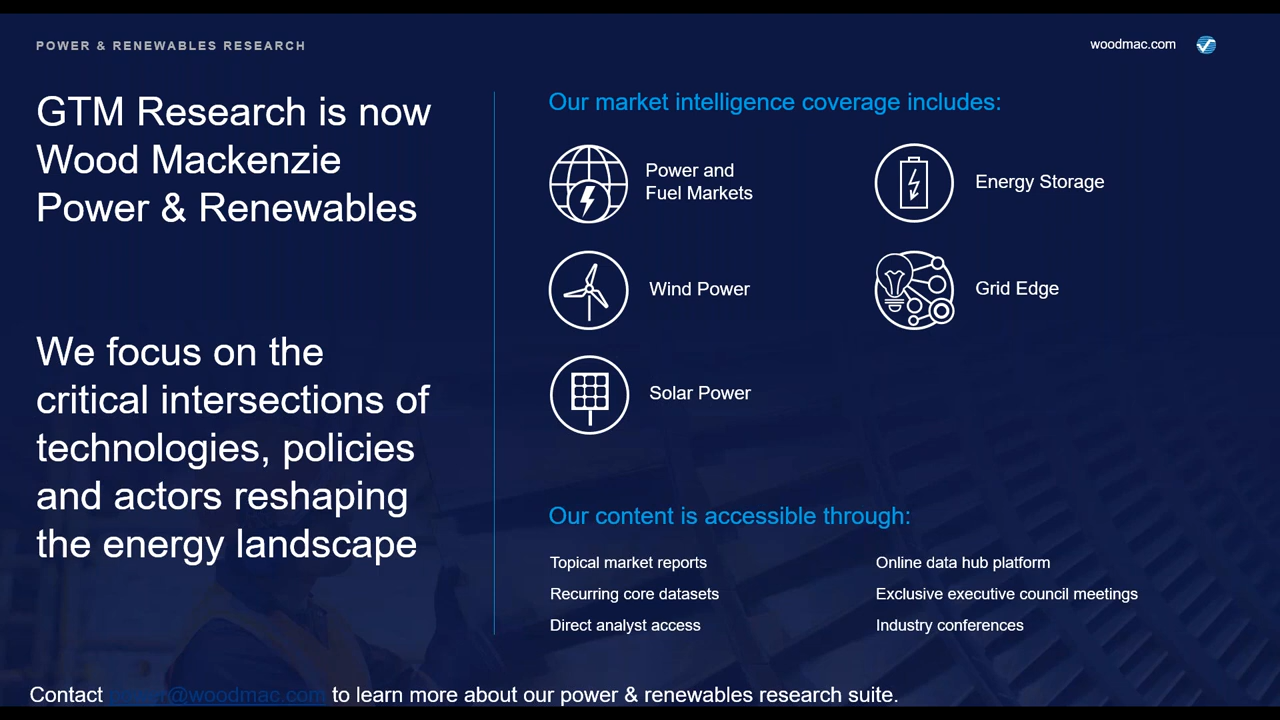 POWER & RENEWABLES RESEARCH
woodmac.com
GTM Research is now
Wood Mackenzie
Power & Renewables
We focus on the
critical intersections of
technologies, policies
and actors reshaping
the energy landscape
Our market intelligence coverage includes:
Power and
Fuel Markets
Energy Storage
Wind Power
Grid Edge
Solar Power
Our content is accessible through:
Topical market reports
Recurring core datasets
Direct analyst access
Online data hub platform
Exclusive executive council meetings
Industry conferences
Contact power@woodmac.com to learn more about our power & renewables research suite.